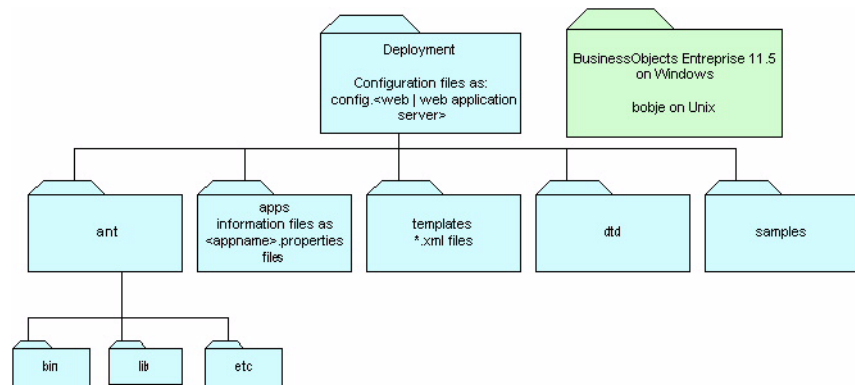 Deployment
Configuration files as:
config.<web | web application
server>
BusinessObjects Entreprise 11.5
on Windows
bobje on Unix
ant
apps
information files as
<appname>.properties
files
templates
*.xml files
dtd
samples
bin
lib
etc